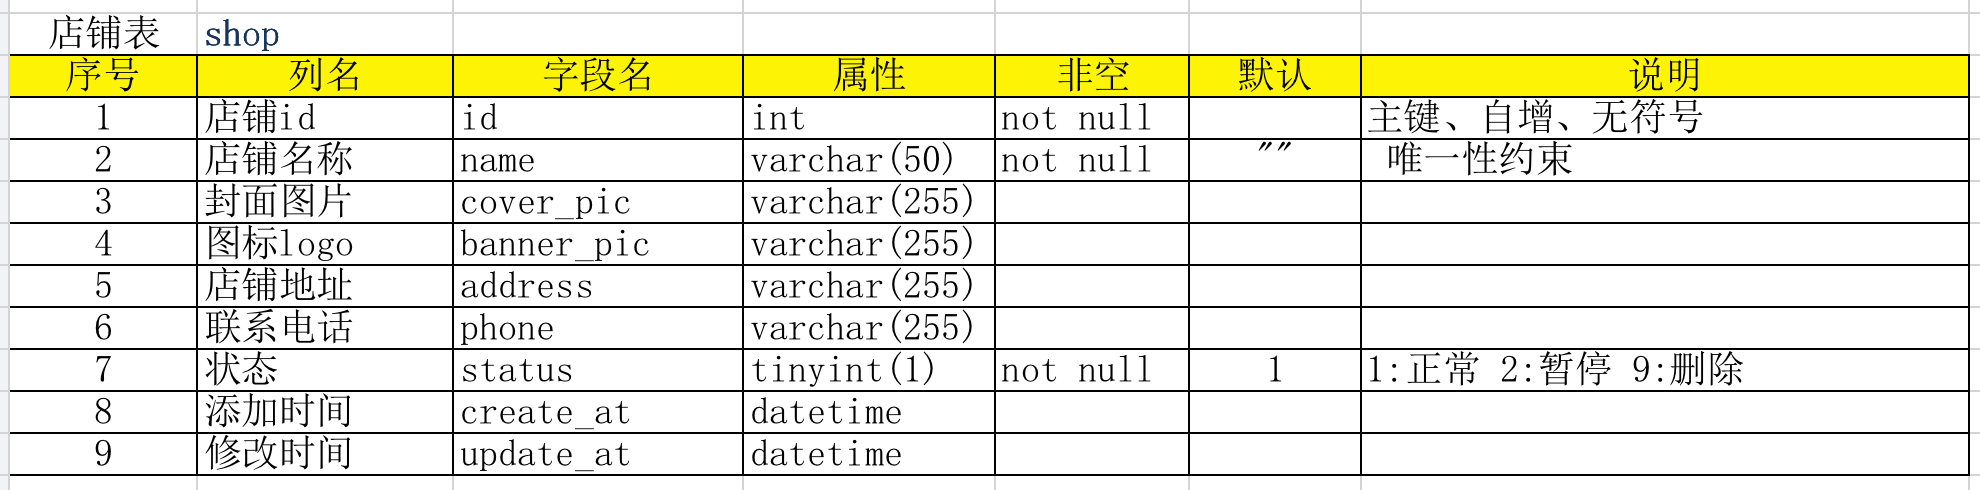 店铺表 shop
序号 列名 字段名 属性 非空 默认 说明
1 店铺id id int not null 主键、自增、无符号
2 店铺名称 name varchar(50) not null "" 唯一性约束
3 封面图片 cover_pic varchar(255)
4 图标logo banner_pic varchar(255)
5 店铺地址 address varchar(255)
6 联系电话 phone varchar(255)
7 状态 status tinyint(1) not null 1 1:正常 2:暂停 9:删除
8 添加时间 create_at datetime
9 修改时间 update_at datetime